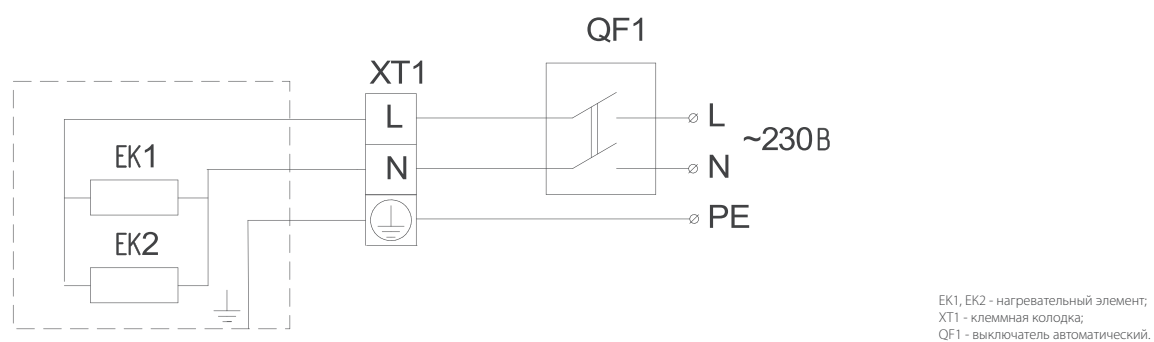 QF1
XT1
L
L
~230В
EK1
N
N
PE
EK2
EK1, EK2 - нагревательный элемент;
XT1 - клеммная колодка;
QF1 - выключатель автоматический.